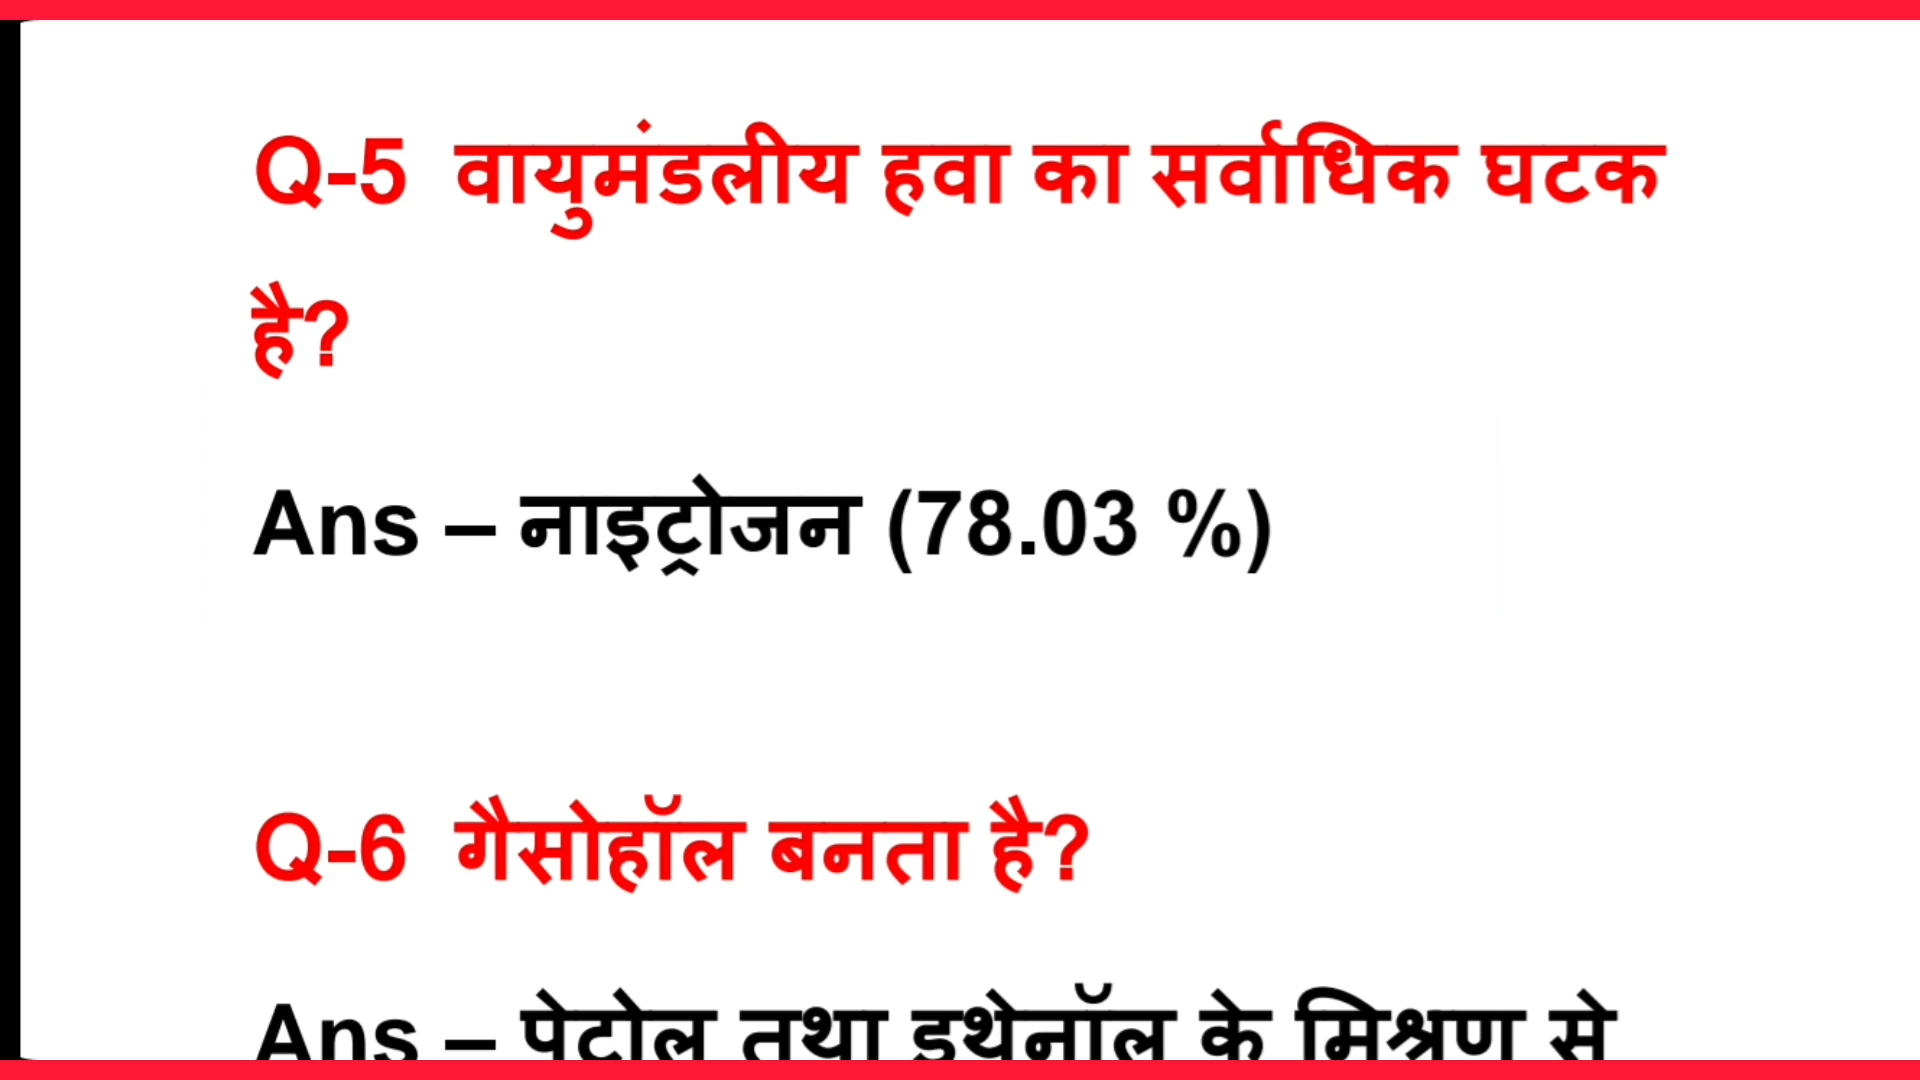 Q-5 वायुमंडलीय हवा का सर्वाधिक घटक
है?
Ans – नाइट्रोजन (78.03 %)
Q-6 गैसोहॉल बनता है?
Ans – पेटोल तथा इथेनॉल के मिश्रण से